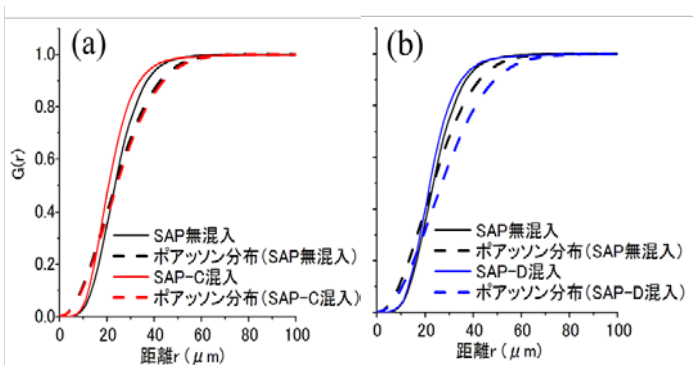 (a)
1.0
0.8
0.6
0.4
0.2
0.0
G(r)
SAP無混入
ポアッソン分布(SAP無混入)
SAP-C混入
ポアッソン分布(SAP-C混入)
0 20 40 60 80 100
距離r (μm)
(b)
SAP無混入
ポアッソン分布(SAP無混入)
SAP-D混入
ポアッソン分布(SAP-D混入)
0 20 40 60 80 100
距離r (μm)